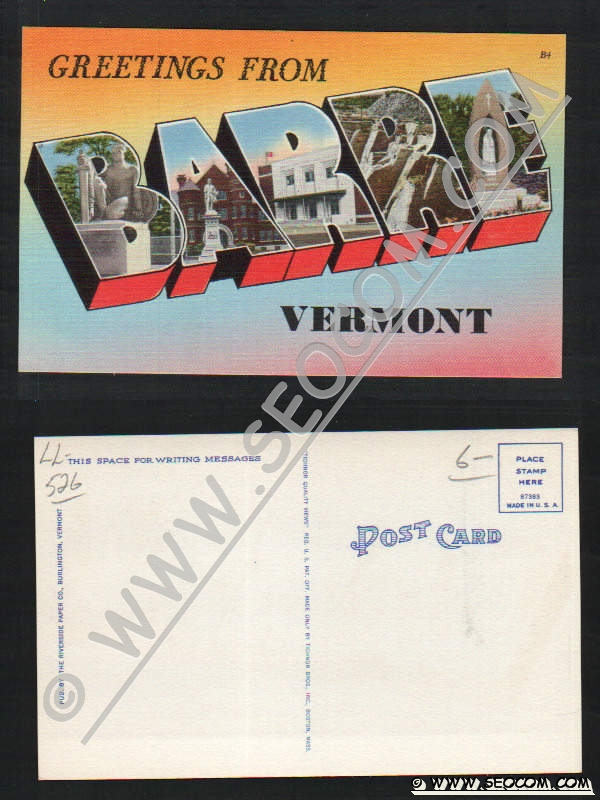 GREETINGS FROM
B4
BARRE
VERMONT
LL-
526
THIS SPACE FOR WRITING MESSAGES
6-
PLACE
STAMP
HERE
67383
MADE IN U. S. A.
POST CARD
PUB. BY THE RIVERSIDE PAPER CO., BURLINGTON, VERMONT
"TICHNOR QUALITY VIEWS" REG. U. S. PAT. OFF. MADE ONLY BY TICHNOR BROS., INC., BOSTON, MASS.
© WWW.SEOCOM.COM
© WWW.SEOCOM.COM